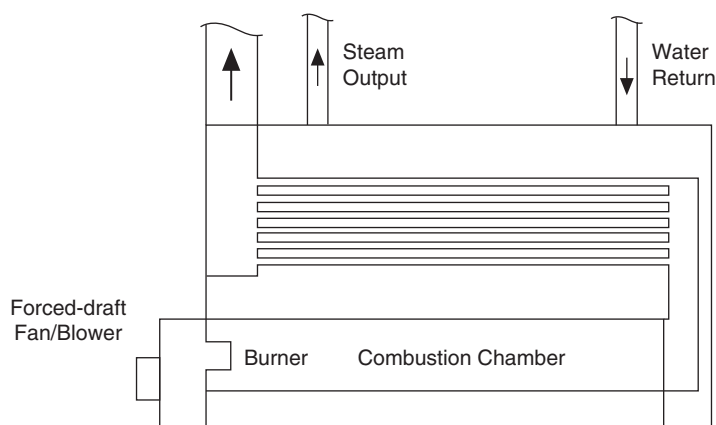 Steam
Output
Water
Return
Forced-draft
Fan/Blower
Burner
Combustion Chamber